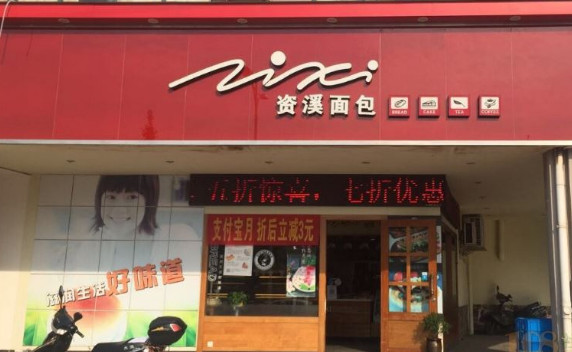 Zixi
资溪面包
BREAD CAKE TEA COFFEE
五折惊喜,七折优惠
支付宝月 折后立减3元
滋润生活好味道